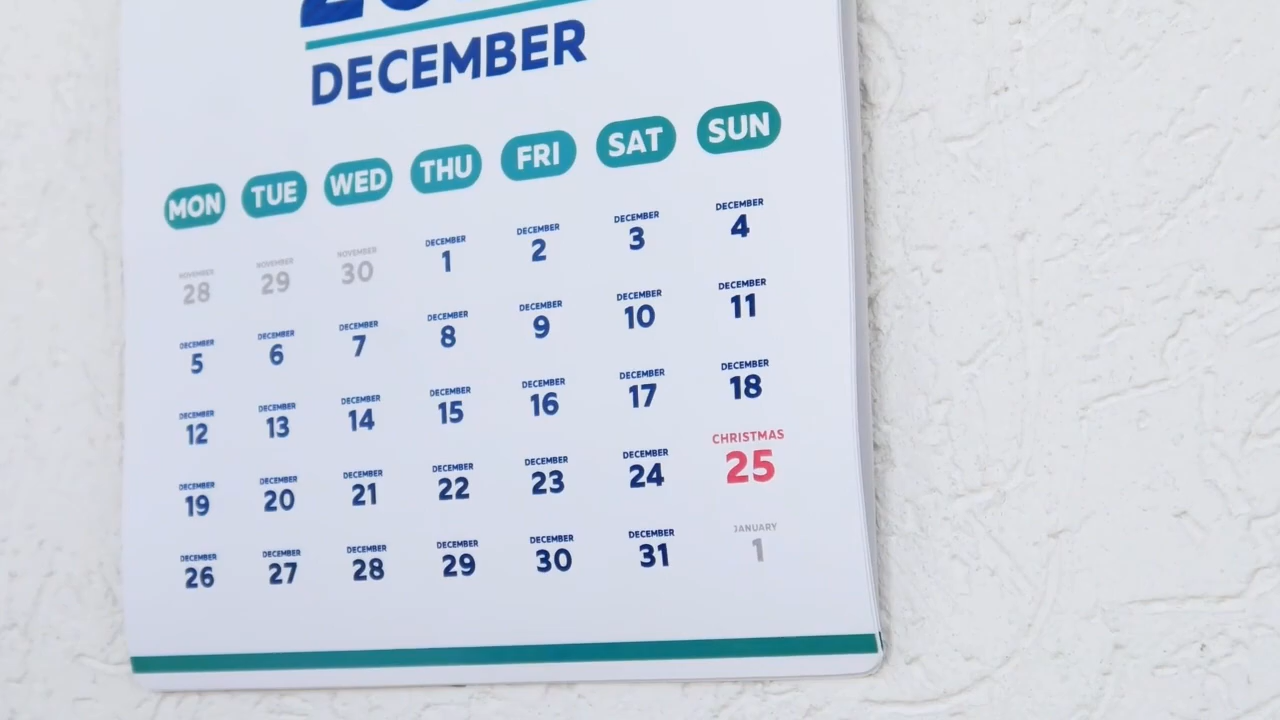 DECEMBER
MON TUE WED THU FRI SAT SUN
NOVEMBER NOVEMBER NOVEMBER DECEMBER DECEMBER DECEMBER DECEMBER
28 29 30 1 2 3 4
DECEMBER DECEMBER DECEMBER DECEMBER DECEMBER DECEMBER DECEMBER
5 6 7 8 9 10 11
DECEMBER DECEMBER DECEMBER DECEMBER DECEMBER DECEMBER DECEMBER
12 13 14 15 16 17 18
DECEMBER DECEMBER DECEMBER DECEMBER DECEMBER DECEMBER CHRISTMAS
19 20 21 22 23 24 25
DECEMBER DECEMBER DECEMBER DECEMBER DECEMBER DECEMBER JANUARY
26 27 28 29 30 31 1